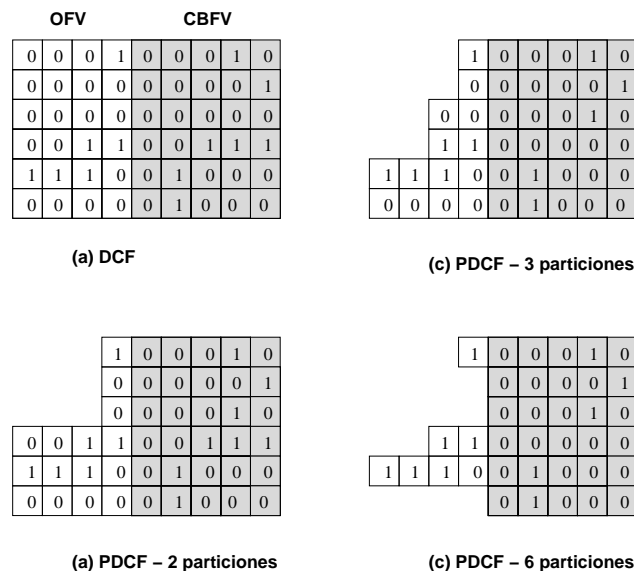 OFV CBFV
0 0 0 1 0 0 0 1 0
0 0 0 0 0 0 0 0 1
0 0 0 0 0 0 0 0 0
0 0 1 1 0 0 1 1 1
1 1 1 0 0 1 0 0 0
0 0 0 0 0 1 0 0 0
(a) DCF
1 0 0 0 1 0
0 0 0 0 0 1
0 0 0 0 0 1 0
1 1 0 0 0 0 0
1 1 1 0 0 1 0 0 0
0 0 0 0 0 1 0 0 0
(c) PDCF – 3 particiones
1 0 0 0 1 0
0 0 0 0 0 1
0 0 0 0 1 0
0 0 1 1 0 0 1 1 1
1 1 1 0 0 1 0 0 0
0 0 0 0 0 1 0 0 0
(a) PDCF – 2 particiones
1 0 0 0 1 0
0 0 0 0 1
0 0 0 1 0
1 1 0 0 0 0 0
1 1 1 0 0 1 0 0 0
0 1 0 0 0
(c) PDCF – 6 particiones